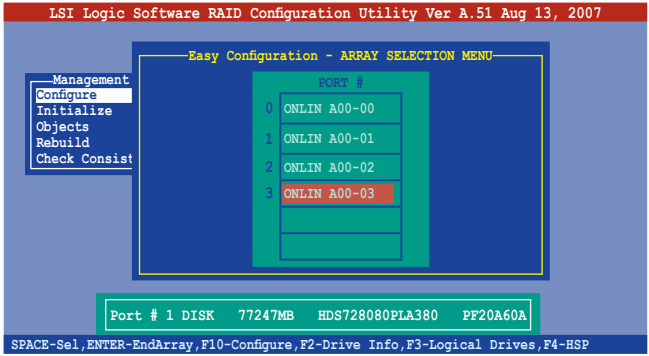 LSI Logic Software RAID Configuration Utility Ver A.51 Aug 13, 2007
Easy Configuration - ARRAY SELECTION MENU
Management
Configure
Initialize
Objects
Rebuild
Check Consist
PORT #
0 ONLIN A00-00
1 ONLIN A00-01
2 ONLIN A00-02
3 ONLIN A00-03
Port # 1 DISK 77247MB HDS728080PLA380 PF20A60A
SPACE-Sel,ENTER-EndArray,F10-Configure,F2-Drive Info,F3-Logical Drives,F4-HSP